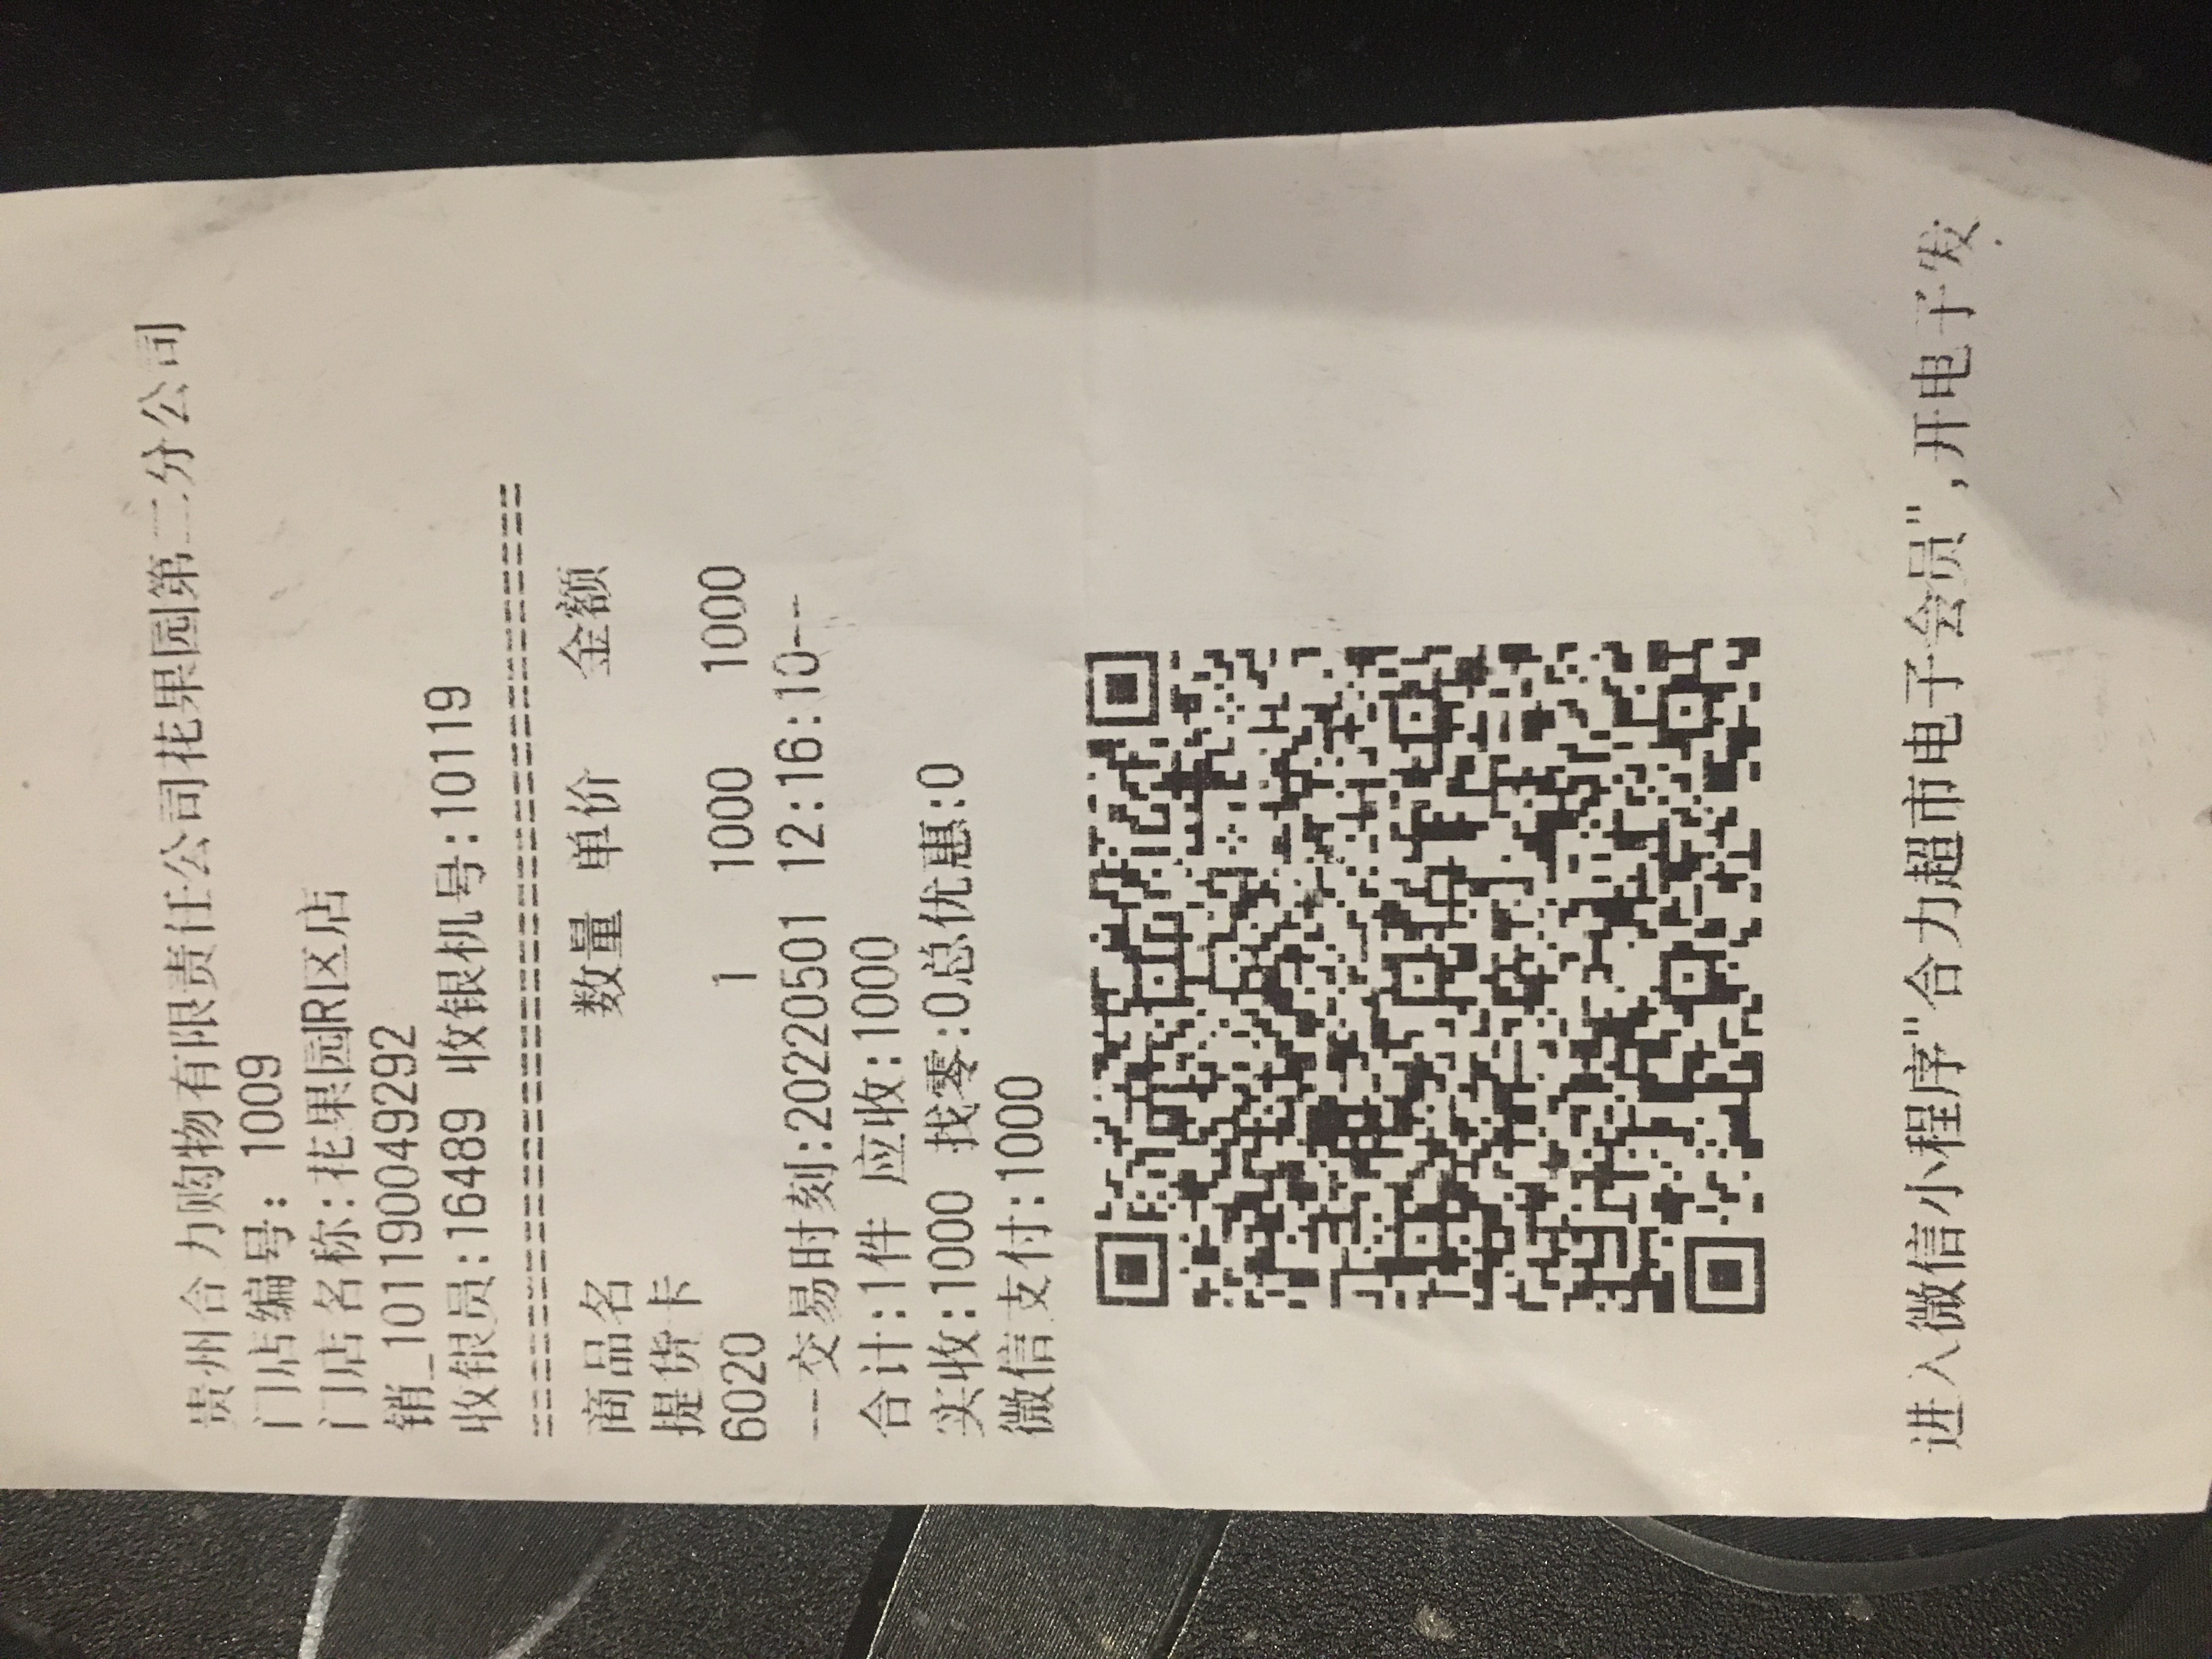 贵州合力购物有限责任公司花果园第二分公司
门店编号: 1009
门店名称:花果园R区店
销_1011900049292
收银员:16489 收银机号:10119
商品名 数量 单价 金额
提货卡
6020 1 1000 1000
--交易时刻:20220501 12:16:10--
合计:1件 应收:1000
实收:1000 找零:0总优惠:0
微信支付:1000
进入微信小程序"合力超市电子会员",开电子发